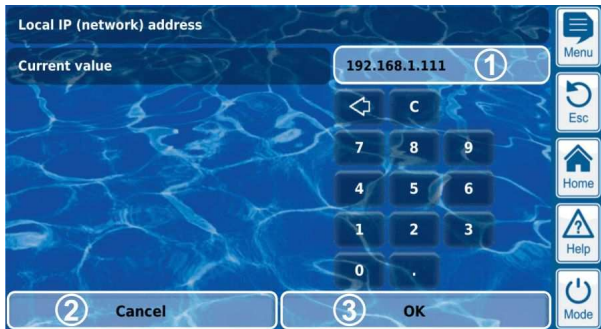 Local IP (network) address
Menu
Current value
192.168.1.111
1
C
Esc
7 8 9
Home
4 5 6
1 2 3
Help
0 .
2 Cancel
3 OK
Mode